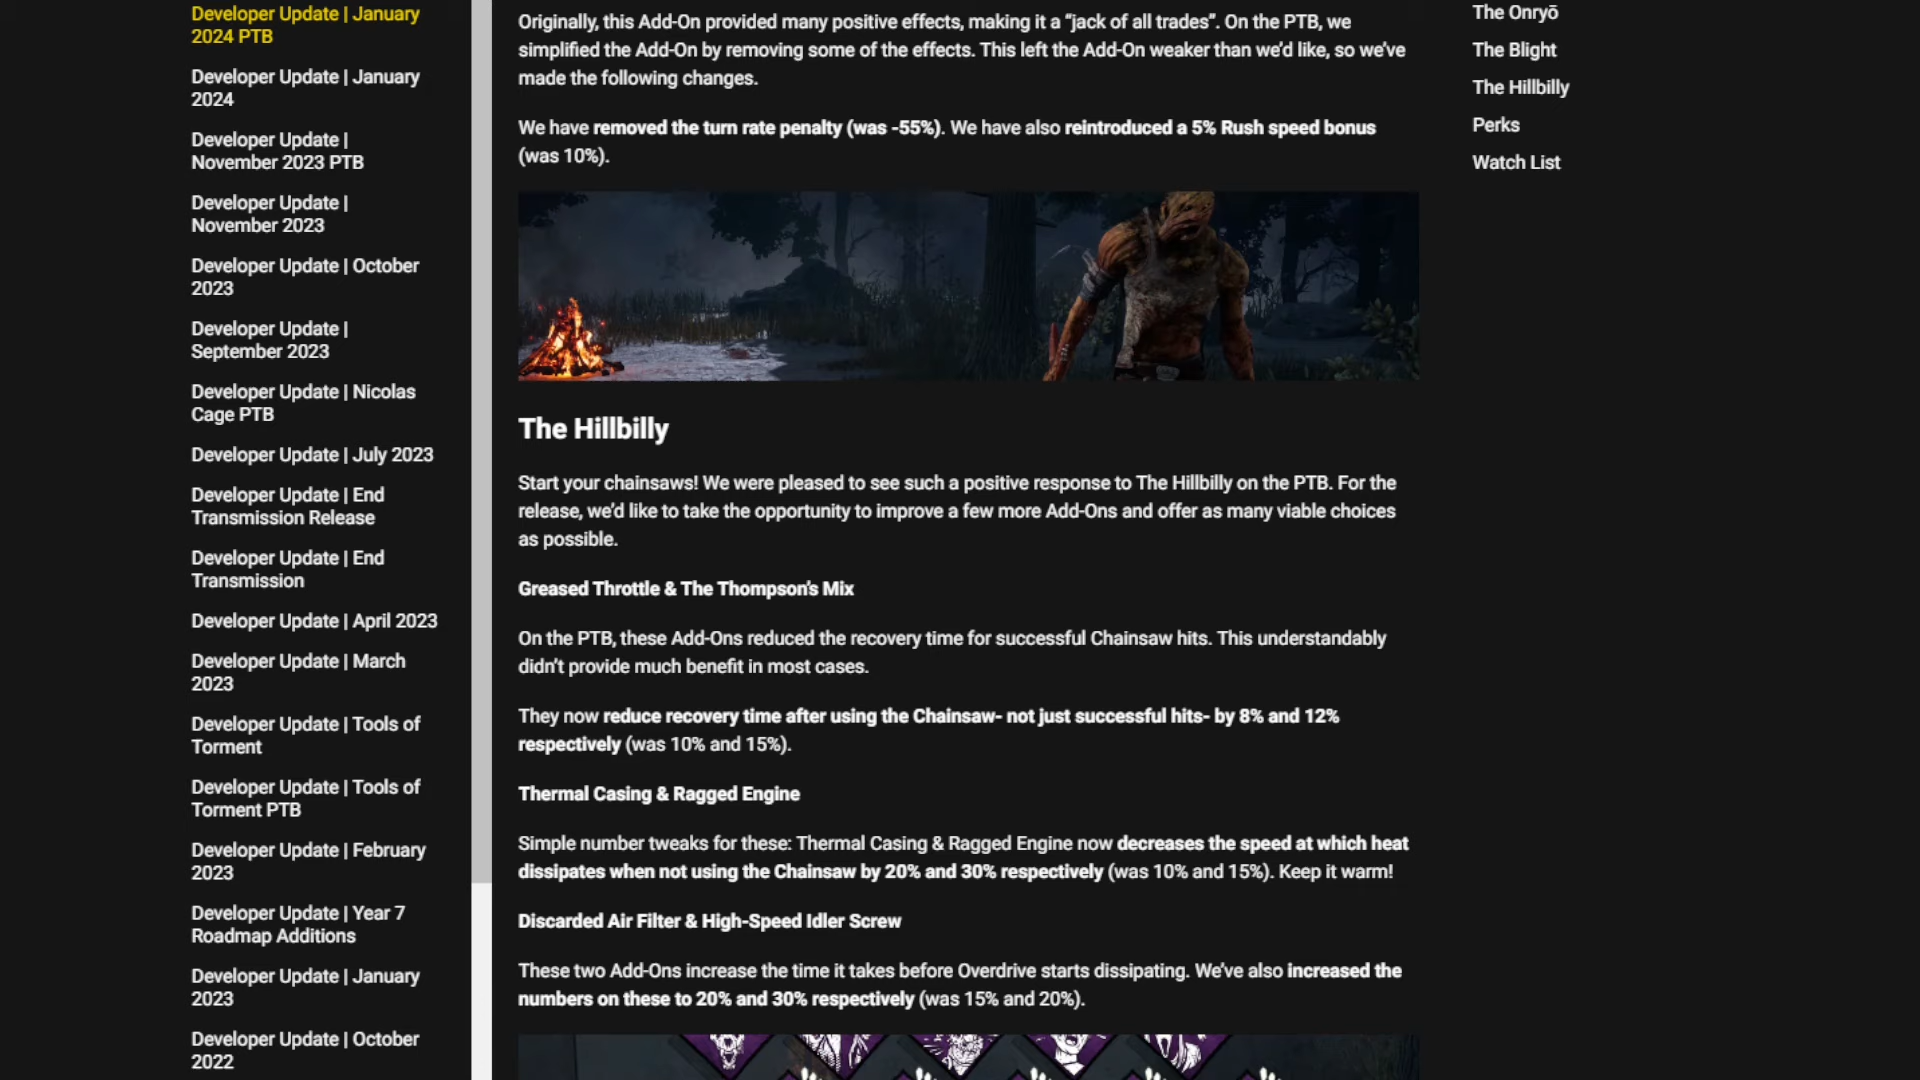 Developer Update | January
2024 PTB
Developer Update | January
2024
Developer Update |
November 2023 PTB
Developer Update |
November 2023
Developer Update | October
2023
Developer Update |
September 2023
Developer Update | Nicolas
Cage PTB
Developer Update | July 2023
Developer Update | End
Transmission Release
Developer Update | End
Transmission
Developer Update | April 2023
Developer Update | March
2023
Developer Update | Tools of
Torment
Developer Update | Tools of
Torment PTB
Developer Update | February
2023
Developer Update | Year 7
Roadmap Additions
Developer Update | January
2023
Developer Update | October
2022
Originally, this Add-On provided many positive effects, making it a “jack of all trades”. On the PTB, we
simplified the Add-On by removing some of the effects. This left the Add-On weaker than we’d like, so we’ve
made the following changes.
We have removed the turn rate penalty (was -55%). We have also reintroduced a 5% Rush speed bonus
(was 10%).
The Hillbilly
Start your chainsaws! We were pleased to see such a positive response to The Hillbilly on the PTB. For the
release, we’d like to take the opportunity to improve a few more Add-Ons and offer as many viable choices
as possible.
Greased Throttle & The Thompson’s Mix
On the PTB, these Add-Ons reduced the recovery time for successful Chainsaw hits. This understandably
didn’t provide much benefit in most cases.
They now reduce recovery time after using the Chainsaw- not just successful hits- by 8% and 12%
respectively (was 10% and 15%).
Thermal Casing & Ragged Engine
Simple number tweaks for these: Thermal Casing & Ragged Engine now decreases the speed at which heat
dissipates when not using the Chainsaw by 20% and 30% respectively (was 10% and 15%). Keep it warm!
Discarded Air Filter & High-Speed Idler Screw
These two Add-Ons increase the time it takes before Overdrive starts dissipating. We’ve also increased the
numbers on these to 20% and 30% respectively (was 15% and 20%).
The Onryō
The Blight
The Hillbilly
Perks
Watch List